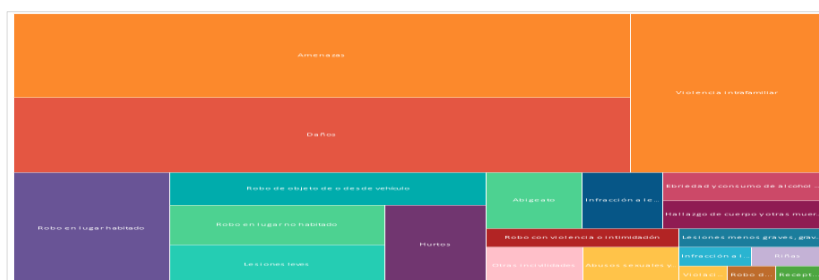 Amenazas
Violencia intrafamiliar
Daños
Robo en lugar habitado
Robo de objeto de o desde vehículo
Robo en lugar no habitado
Lesiones leves
Hurtos
Abigeato
Infracción a le...
Ebriedad y consumo de alcohol ...
Hallazgo de cuerpo y otras muer...
Robo con violencia o intimidación
Lesiones menos graves, grav...
Otras incivilidades
Abusos sexuales y...
Infracción a l...
Riñas
Violac...
Robo d...
Recept...